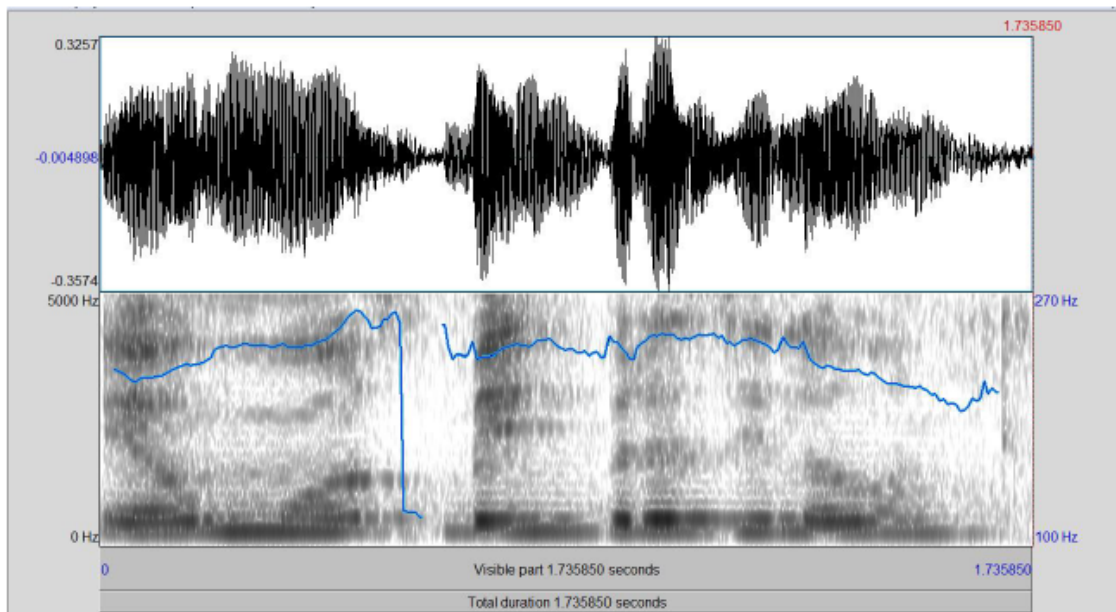 1.735850
0.3257
-0.004898
-0.3574
5000 Hz
270 Hz
0 Hz
100 Hz
0
Visible part 1.735850 seconds
1.735850
Total duration 1.735850 seconds